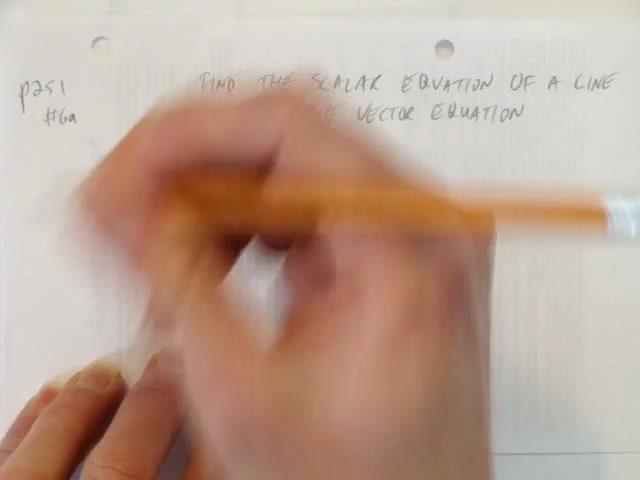 p251
#6a
FIND THE SCALAR EQUATION OF A LINE
VECTOR EQUATION